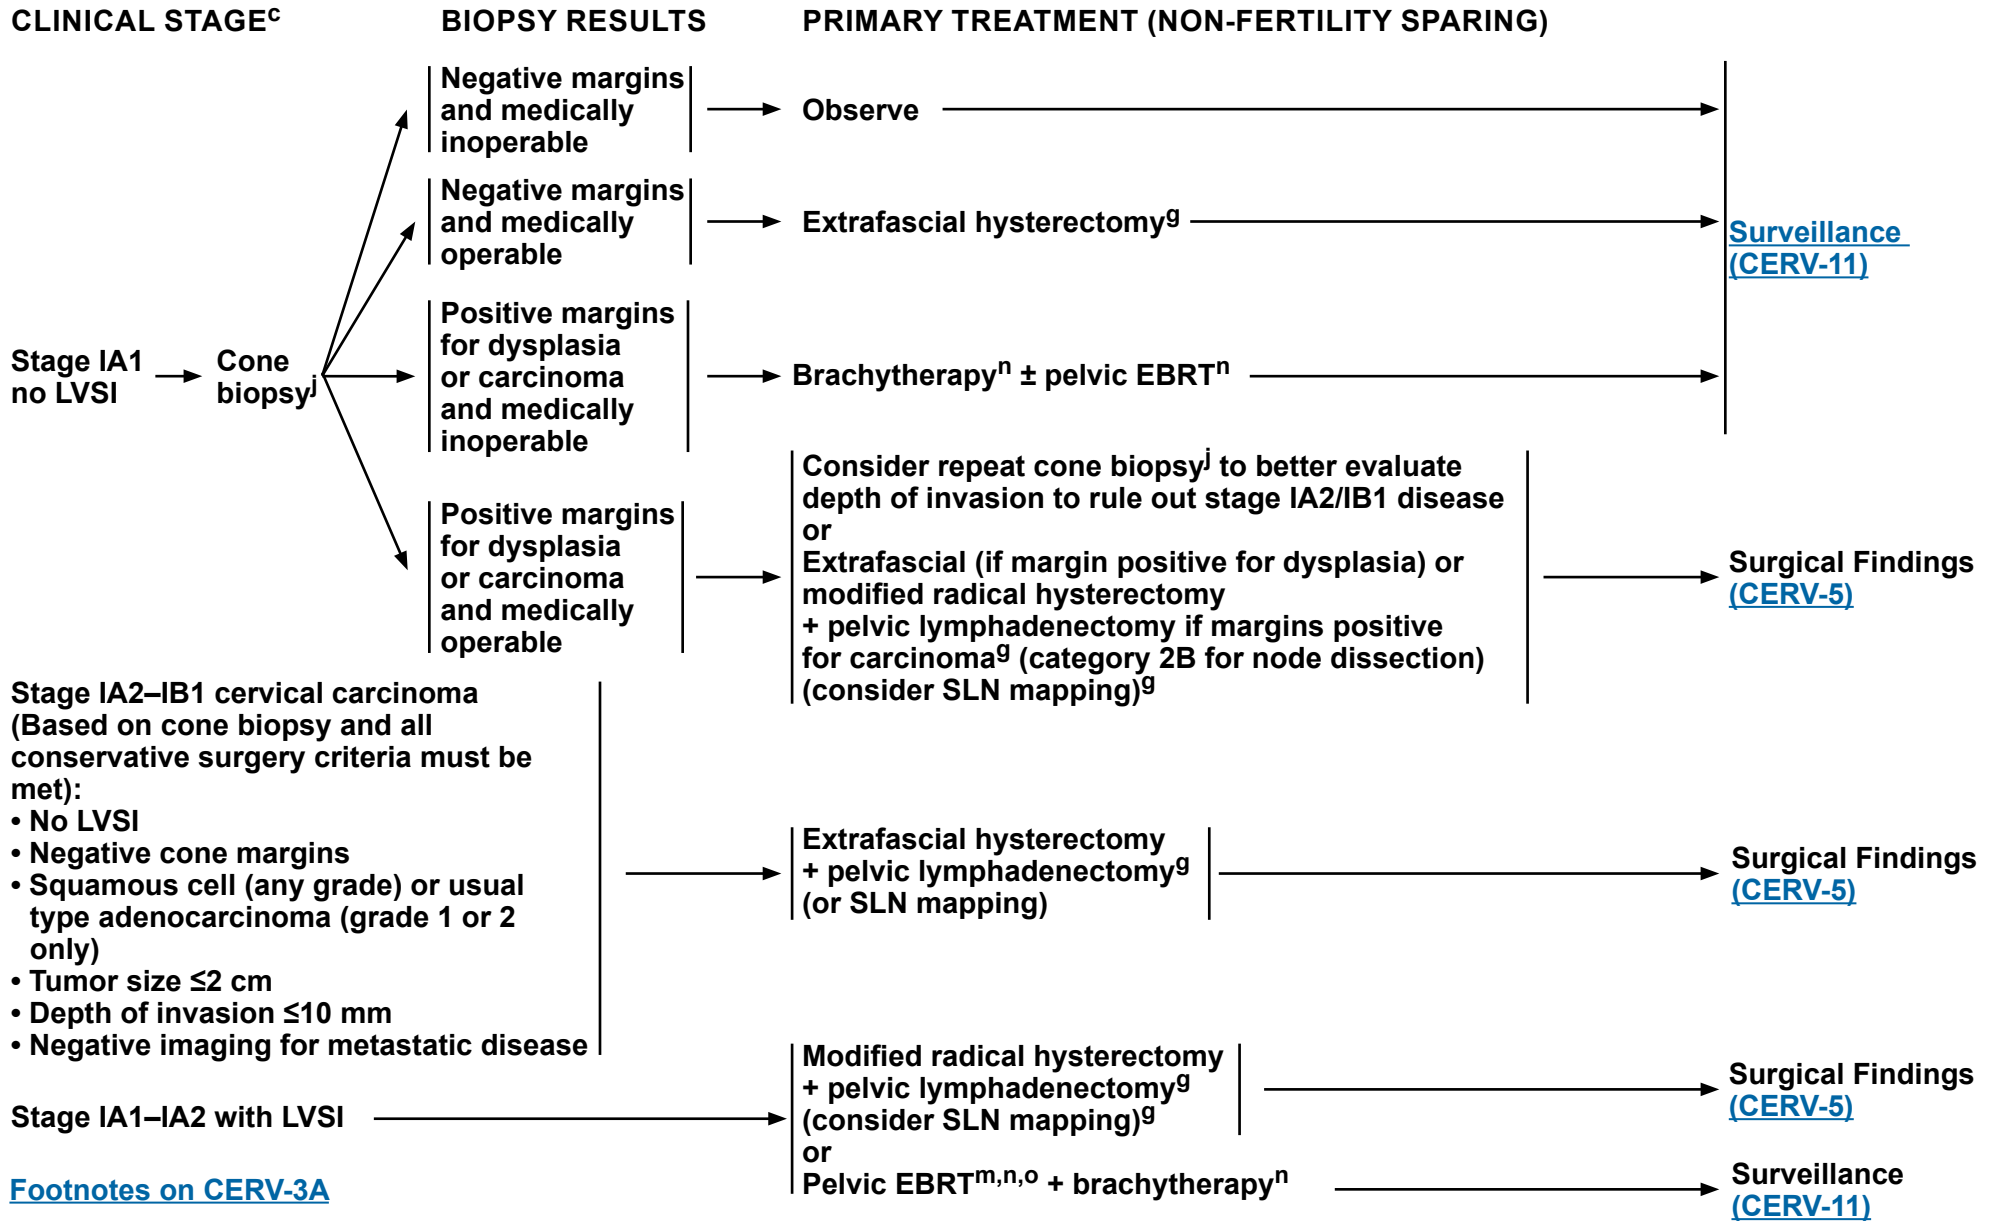 CLINICAL STAGEᶜ
BIOPSY RESULTS
PRIMARY TREATMENT (NON-FERTILITY SPARING)
Stage IA1
no LVSI
Cone
biopsyʲ
Negative margins
and medically
inoperable
Observe
Negative margins
and medically
operable
Extrafascial hysterectomyᵍ
Surveillance
(CERV-11)
Positive margins
for dysplasia
or carcinoma
and medically
inoperable
Brachytherapyⁿ ± pelvic EBRTⁿ
Positive margins
for dysplasia
or carcinoma
and medically
operable
Consider repeat cone biopsyʲ to better evaluate
depth of invasion to rule out stage IA2/IB1 disease
or
Extrafascial (if margin positive for dysplasia) or
modified radical hysterectomy
+ pelvic lymphadenectomy if margins positive
for carcinomaᵍ (category 2B for node dissection)
(consider SLN mapping)ᵍ
Surgical Findings
(CERV-5)
Stage IA2–IB1 cervical carcinoma
(Based on cone biopsy and all
conservative surgery criteria must be
met):
• No LVSI
• Negative cone margins
• Squamous cell (any grade) or usual
type adenocarcinoma (grade 1 or 2
only)
• Tumor size ≤2 cm
• Depth of invasion ≤10 mm
• Negative imaging for metastatic disease
Extrafascial hysterectomy
+ pelvic lymphadenectomyᵍ
(or SLN mapping)
Surgical Findings
(CERV-5)
Stage IA1–IA2 with LVSI
Modified radical hysterectomy
+ pelvic lymphadenectomyᵍ
(consider SLN mapping)ᵍ
or
Pelvic EBRTᵐ,ⁿ,ᵒ + brachytherapyⁿ
Surgical Findings
(CERV-5)
Surveillance
(CERV-11)
Footnotes on CERV-3A